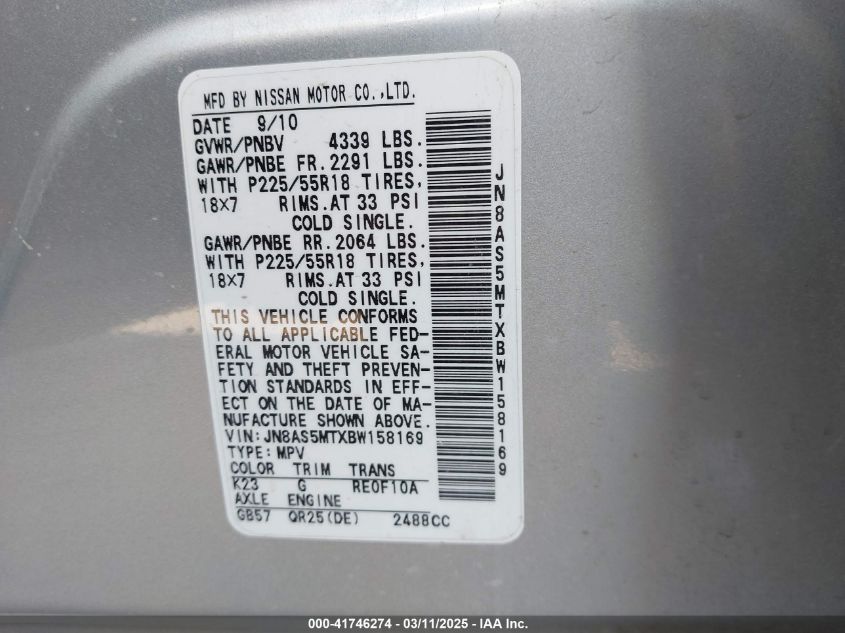 MFD BY NISSAN MOTOR CO.,LTD.
DATE 9/10
GVWR/PNBV 4339 LBS.
GAWR/PNBE FR.2291 LBS.
WITH P225/55R18 TIRES,
18X7 RIMS.AT 33 PSI
COLD SINGLE.
GAWR/PNBE RR.2064 LBS.
WITH P225/55R18 TIRES,
18X7 RIMS.AT 33 PSI
COLD SINGLE.
THIS VEHICLE CONFORMS
TO ALL APPLICABLE FED-
ERAL MOTOR VEHICLE SA-
FETY AND THEFT PREVEN-
TION STANDARDS IN EFF-
ECT ON THE DATE OF MA-
NUFACTURE SHOWN ABOVE.
VIN:JN8AS5MTXBW158169
TYPE:MPV
COLOR TRIM TRANS
K23 G RE0F10A
AXLE ENGINE
GB57 QR25(DE) 2488CC
JN8AS5MTXBW158169
000-41746274 — 03/11/2025 — IAA Inc.